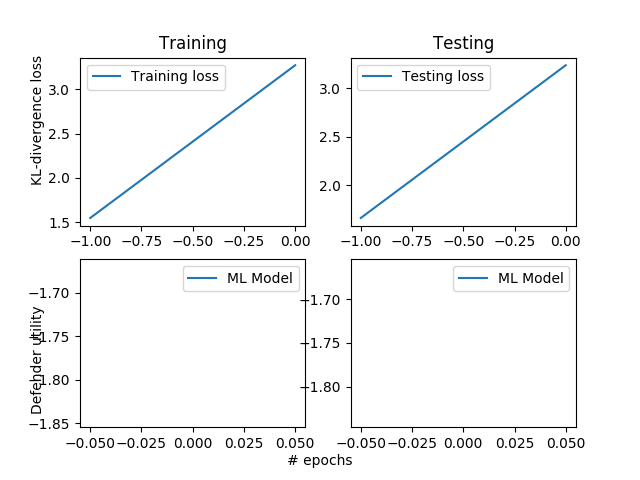 Training
Testing
KL-divergence loss
Training loss
3.0
2.5
2.0
1.5
−1.00 −0.75 −0.50 −0.25 0.00
Testing loss
3.0
2.5
2.0
−1.00 −0.75 −0.50 −0.25 0.00
Defender utility
ML Model
−1.70
−1.75
−1.80
−1.85
−0.050 −0.025 0.000 0.025 0.050
ML Model
−1.70
−1.75
−1.80
−0.050 −0.025 0.000 0.025 0.050
# epochs